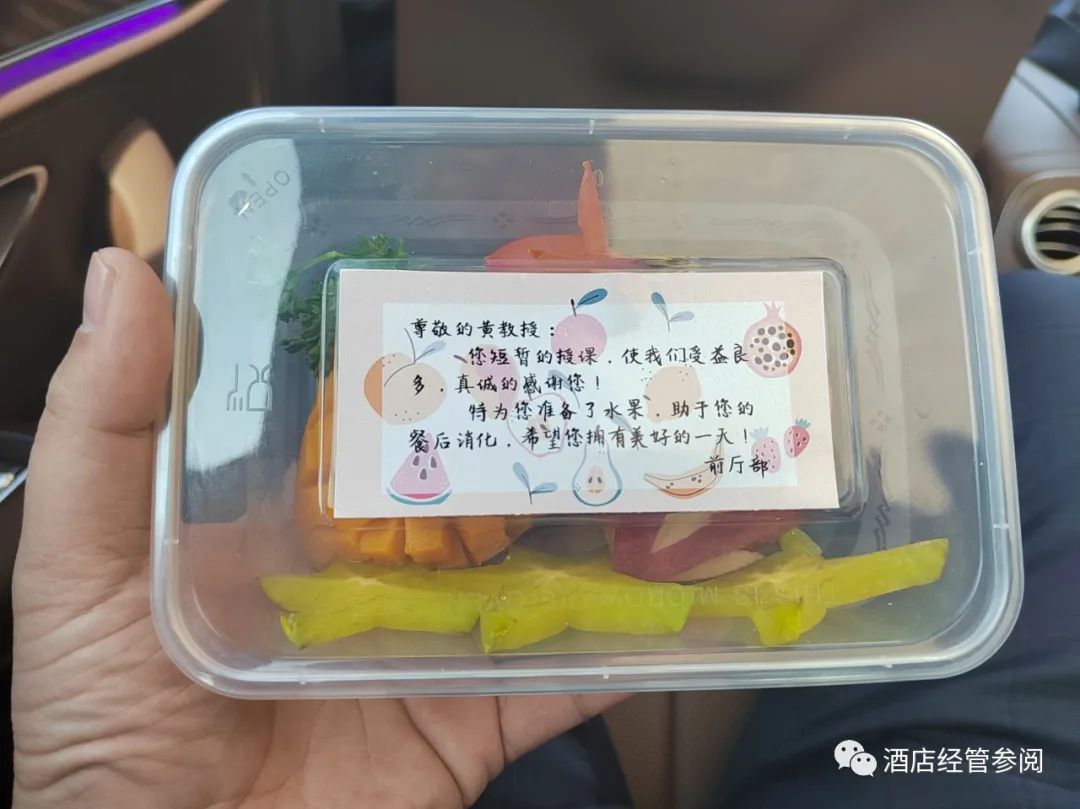 OPEN
尊敬的黄教授：
您短暂的授课，使我们受益良
多，真诚的感谢您！
特为您准备了水果，助于您的
餐后消化，希望您拥有美好的一天！
前厅部
酒店经管参阅